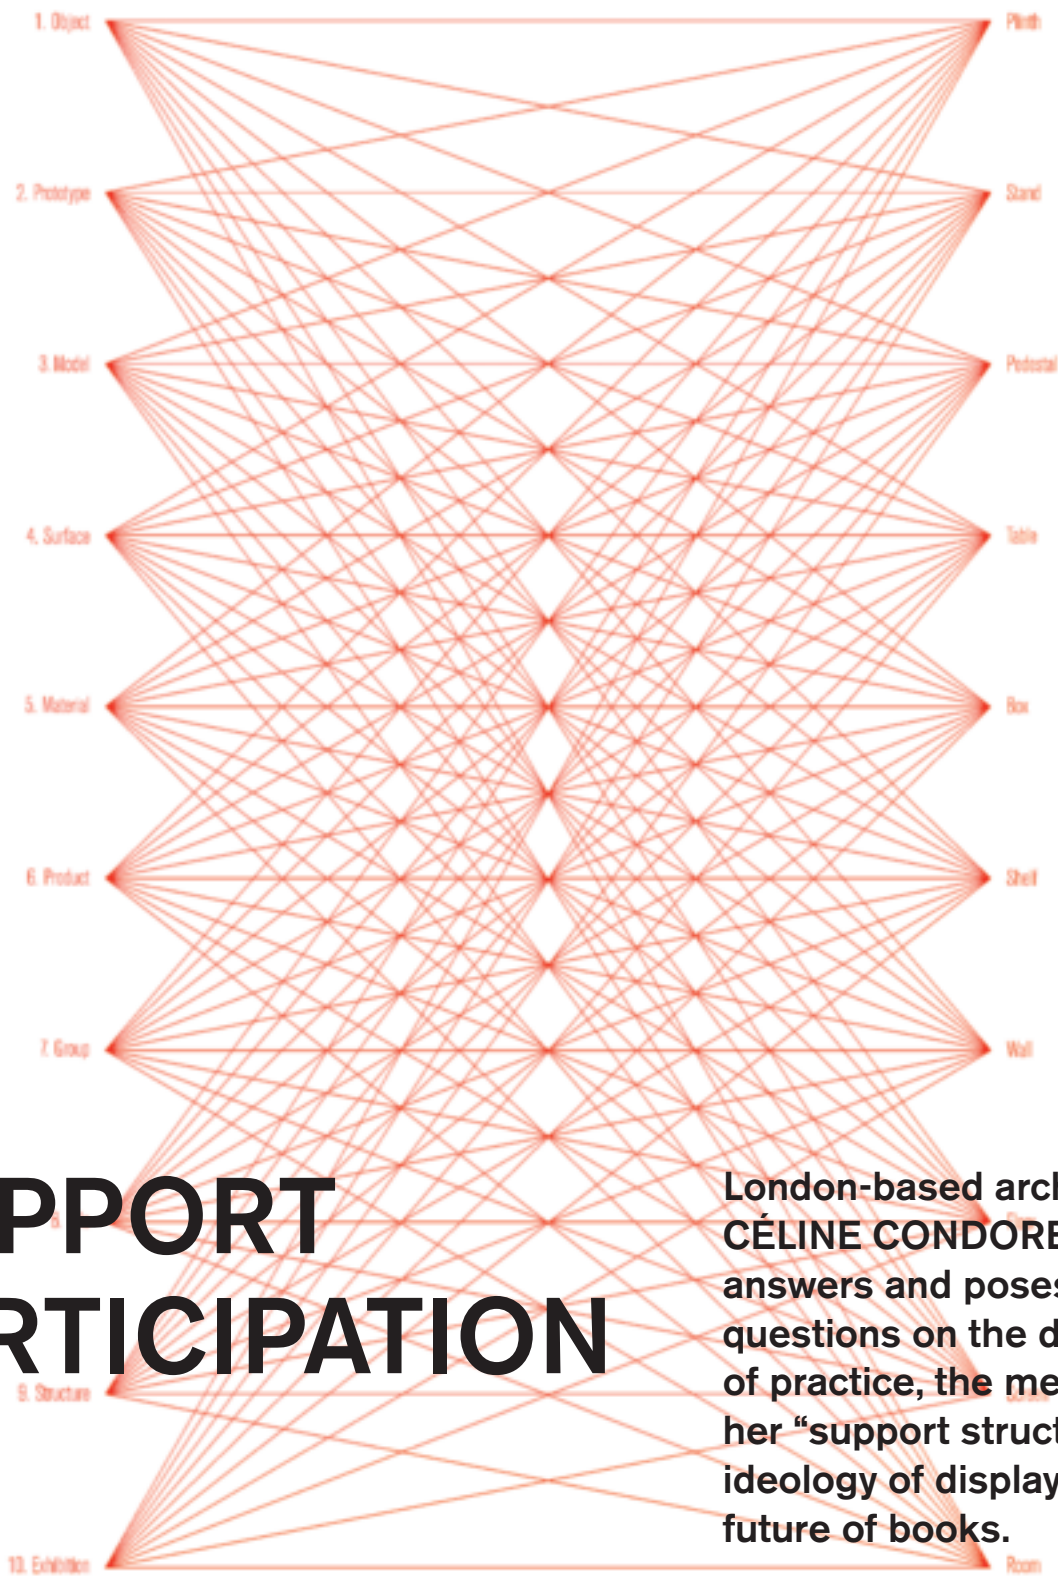 1. Object
Plinth
2. Prototype
Stand
3. Model
Pedestal
4. Surface
Table
5. Material
Box
6. Product
Shelf
7. Group
Wall
PPORT
RTICIPATION
London-based arch
CÉLINE CONDORE
answers and poses
questions on the d
of practice, the me
her “support struct
ideology of display
future of books.
9. Structure
10. Exhibition
Room